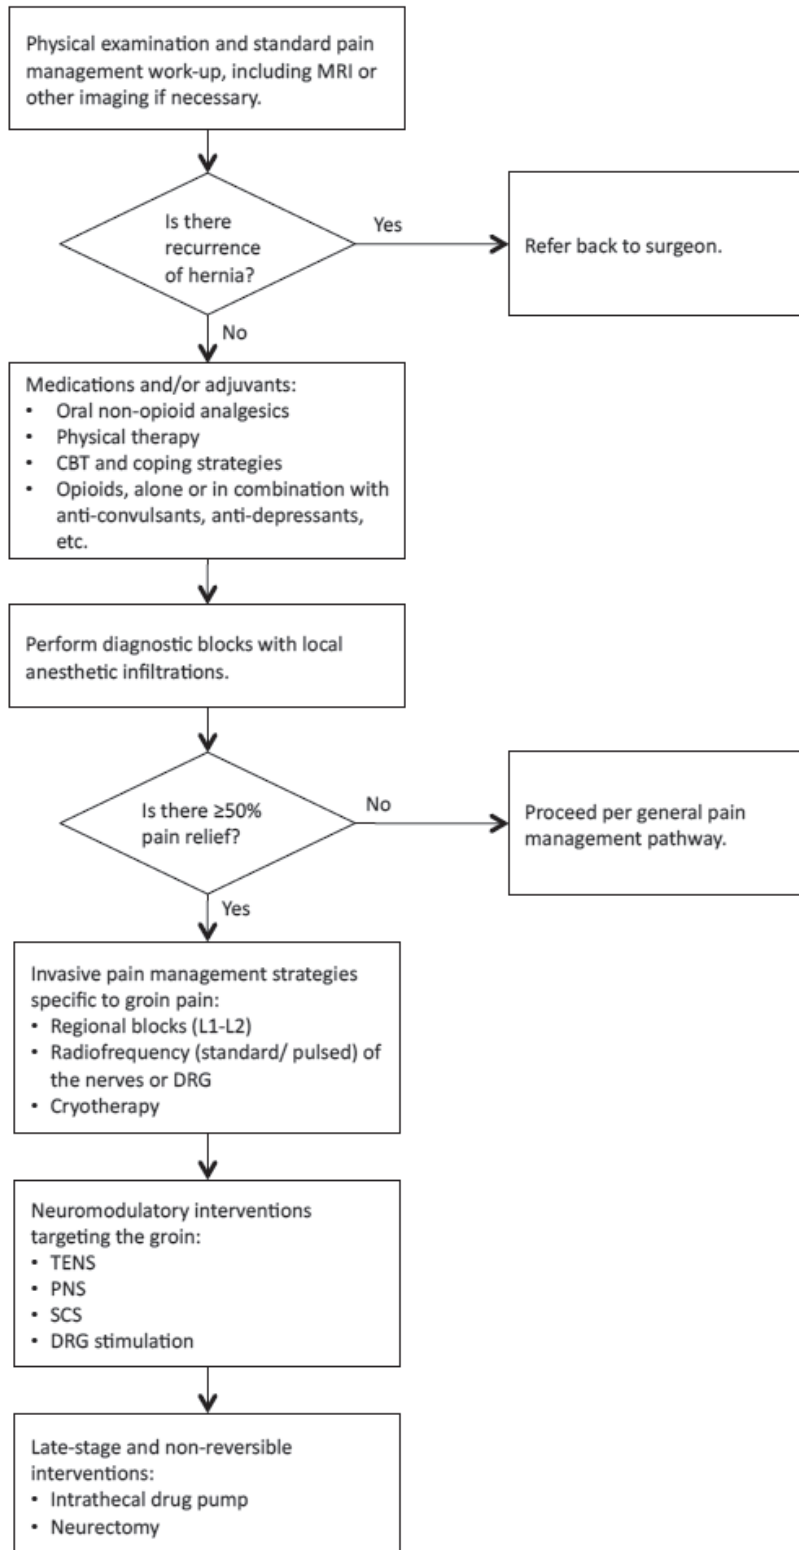 Physical examination and standard pain
management work-up, including MRI or
other imaging if necessary.
Is there
recurrence
of hernia?
Yes
Refer back to surgeon.
No
Medications and/or adjuvants:
• Oral non-opioid analgesics
• Physical therapy
• CBT and coping strategies
• Opioids, alone or in combination with
anti-convulsants, anti-depressants,
etc.
Perform diagnostic blocks with local
anesthetic infiltrations.
Is there ≥50%
pain relief?
No
Proceed per general pain
management pathway.
Yes
Invasive pain management strategies
specific to groin pain:
• Regional blocks (L1-L2)
• Radiofrequency (standard/ pulsed) of
the nerves or DRG
• Cryotherapy
Neuromodulatory interventions
targeting the groin:
• TENS
• PNS
• SCS
• DRG stimulation
Late-stage and non-reversible
interventions:
• Intrathecal drug pump
• Neurectomy